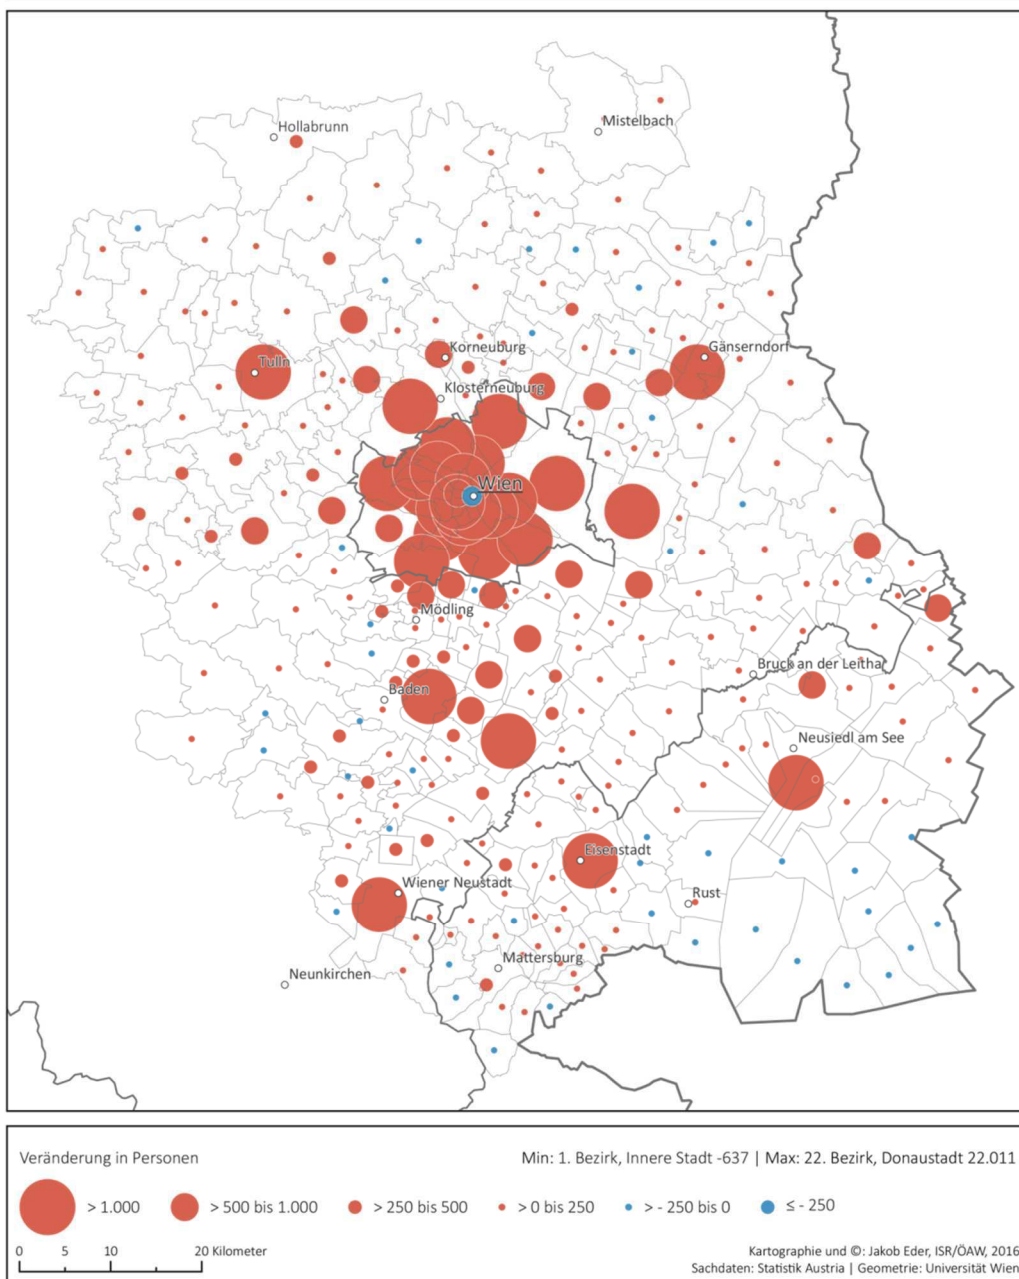 Hollabrunn
Mistelbach
Korneuburg
Gänserndorf
Tulln
Klosterneuburg
Wien
Mödling
Bruck an der Leitha
Baden
Neusiedl am See
Eisenstadt
Wiener Neustadt
Rust
Mattersburg
Neunkirchen
Veränderung in Personen
Min: 1. Bezirk, Innere Stadt -637 | Max: 22. Bezirk, Donaustadt 22.011
> 1.000
> 500 bis 1.000
> 250 bis 500
> 0 bis 250
> - 250 bis 0
≤ - 250
0 5 10 20 Kilometer
Kartographie und ©: Jakob Eder, ISR/ÖAW, 2016
Sachdaten: Statistik Austria | Geometrie: Universität Wien